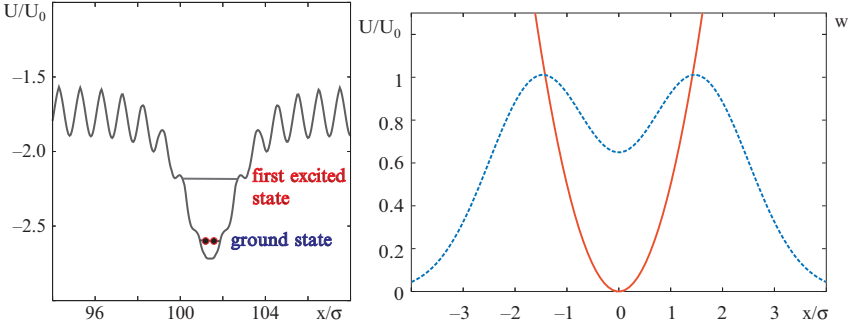 U/U0
−1.5
−2.0
−2.5
first excited
state
ground state
96
100
104
x/σ
U/U0
w
1
0.8
0.6
0.4
0.2
0
−3
−2
−1
0
1
2
3
x/σ